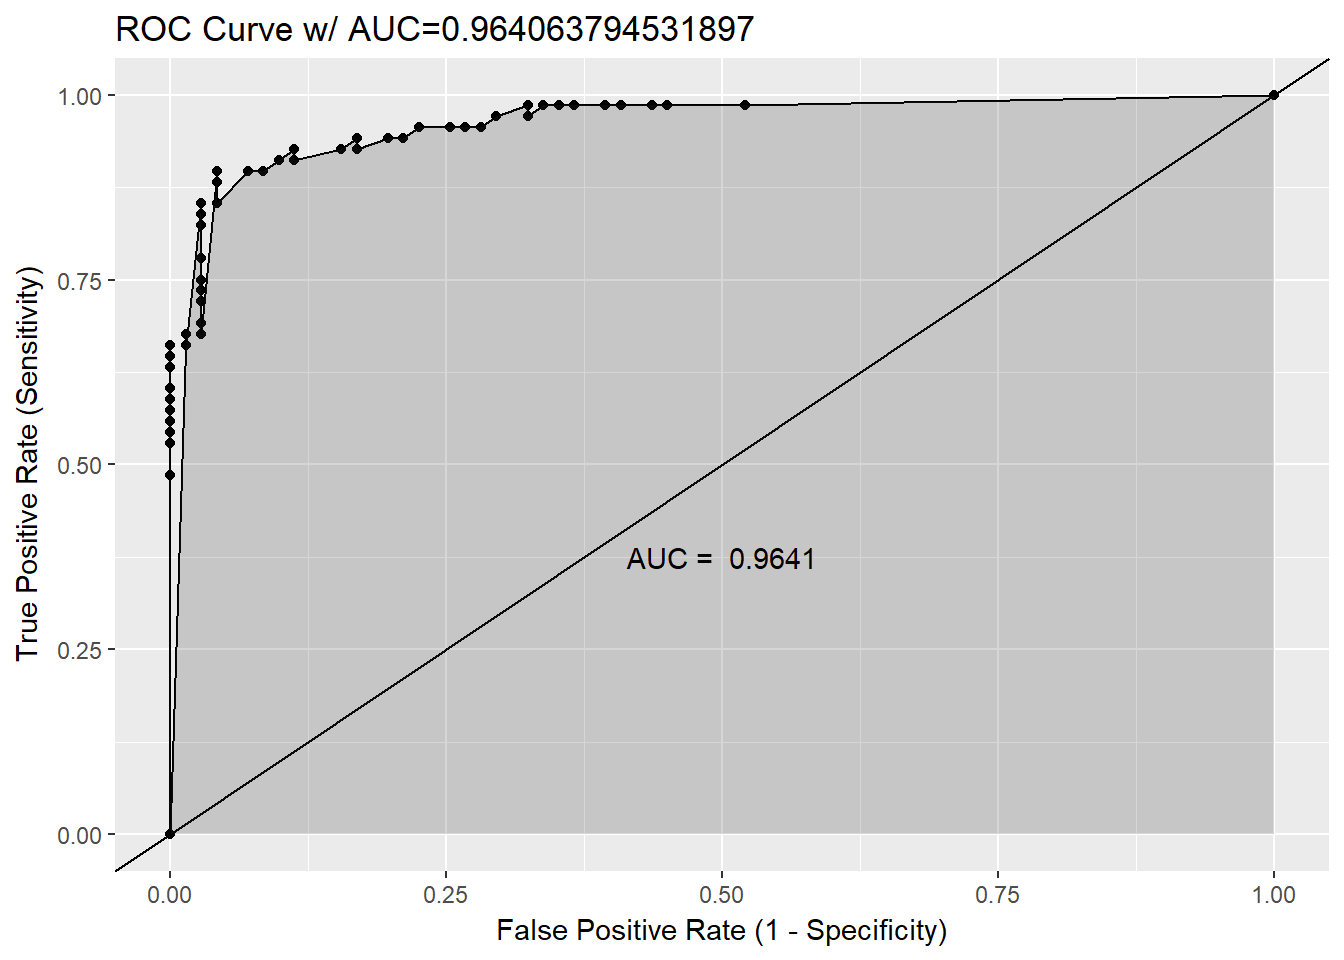 ROC Curve w/ AUC=0.964063794531897
True Positive Rate (Sensitivity)
1.00
0.75
0.50
0.25
0.00
AUC =  0.9641
0.00
0.25
0.50
0.75
1.00
False Positive Rate (1 - Specificity)